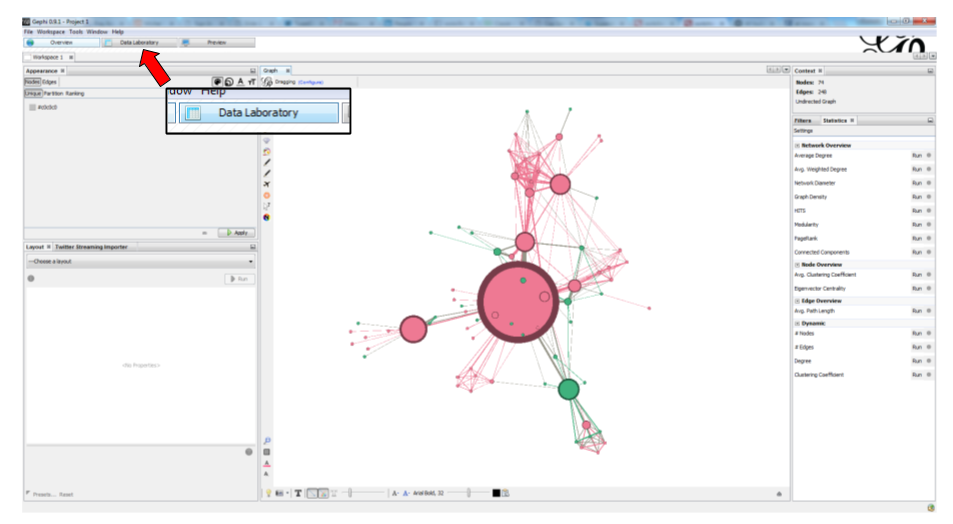 Gephi 0.9.1 - Project 1
File Workspace Tools Window Help
Overview Data Laboratory Preview
Workspace 1
Appearance
Nodes Edges
Unique Partition Ranking
#c0c0c0
Apply
Layout Twitter Streaming Importer
---Choose a layout
Run
<No Properties>
Presets... Reset
dow Help
Data Laboratory
Graph
Dragging (Configure)
A- A- Arial Bold, 32
Context
Nodes: 74
Edges: 248
Undirected Graph
Filters Statistics
Settings
Network Overview
Average Degree Run
Avg. Weighted Degree Run
Network Diameter Run
Graph Density Run
HITS Run
Modularity Run
PageRank Run
Connected Components Run
Node Overview
Avg. Clustering Coefficient Run
Eigenvector Centrality Run
Edge Overview
Avg. Path Length Run
Dynamic
# Nodes Run
# Edges Run
Degree Run
Clustering Coefficient Run